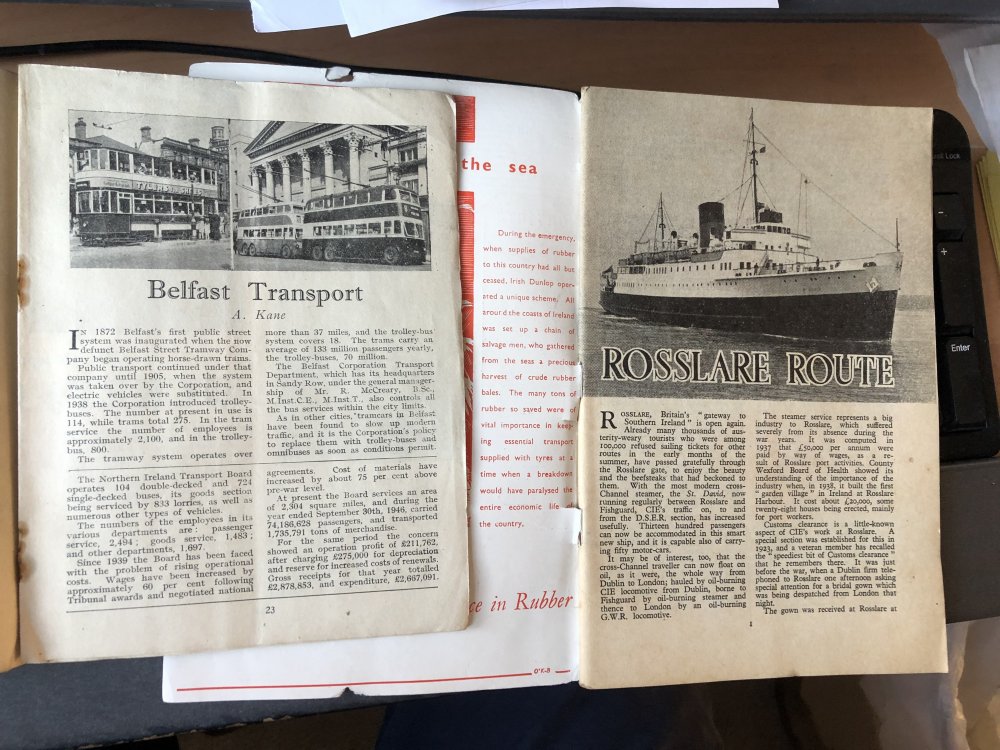 TYLERS for SHOES
Belfast Transport
A. Kane
IN 1872 Belfast's first public street
system was inaugurated when the now
defunct Belfast Street Tramway Com-
pany began operating horse-drawn trams.
Public transport continued under that
company until 1905, when the system
was taken over by the Corporation, and
electric vehicles were substituted. In
1938 the Corporation introduced trolley-
buses. The number at present in use is
114, while trams total 275. In the tram
service the number of employees is
approximately 2,100, and in the trolley-
bus, 800.
The tramway system operates over
more than 37 miles, and the trolley-bus
system covers 18. The trams carry an
average of 133 million passengers yearly,
the trolley-buses, 70 million.
The Belfast Corporation Transport
Department, which has its headquarters
in Sandy Row, under the general manager-
ship of Mr. R. McCreary, B.Sc.,
M.Inst.C.E., M.Inst.T., also controls all
the bus services within the city limits.
As in other cities, tramcars in Belfast
have been found to slow up modern
traffic, and it is the Corporation's policy
to replace them with trolley-buses and
omnibuses as soon as conditions permit.
The Northern Ireland Transport Board
operates 104 double-decked and 724
single-decked buses, its goods section
being serviced by 833 lorries, as well as
numerous other types of vehicles.
The numbers of the employees in its
various departments are: passenger
service, 2,494; goods service, 1,483;
and other departments, 1,697.
Since 1939 the Board has been faced
with the problem of rising operational
costs. Wages have been increased by
approximately 60 per cent following
Tribunal awards and negotiated national
agreements. Cost of materials have
increased by about 75 per cent above
pre-war level.
At present the Board services an area
of 2,304 square miles, and during the
year ended September 30th, 1946, carried
74,186,628 passengers, and transported
1,735,791 tons of merchandise.
For the same period the concern
showed an operation profit of £211,762,
after charging £275,000 for depreciation
and reserve for increased costs of renewals.
Gross receipts for that year totalled
£2,878,853, and expenditure, £2,667,091.
23
the sea
During the emergency,
when supplies of rubber
to this country had all but
ceased, Irish Dunlop oper-
ated a unique scheme. All
around the coasts of Ireland
was set up a chain of
salvage men, who gathered
from the seas a precious
harvest of crude rubber
bales. The many tons of
rubber so saved were of
vital importance in keep-
ing essential transport
supplied with tyres at a
time when a breakdown
would have paralysed the
entire economic life of
the country.
ce in Rubber
O'K-B
ROSSLARE ROUTE
ROSSLARE, Britain's "gateway to
Southern Ireland" is open again.
Already many thousands of aus-
terity-weary tourists who were among
100,000 refused sailing tickets for other
routes in the early months of the
summer, have passed gratefully through
the Rosslare gate, to enjoy the beauty
and the beefsteaks that had beckoned to
them. With the most modern cross-
Channel steamer, the St. David, now
running regularly between Rosslare and
Fishguard, CIE's traffic on, to and
from the D.S.E.R. section, has increased
usefully. Thirteen hundred passengers
can now be accommodated in this smart
new ship, and it is capable also of carry-
ing fifty motor-cars.
It may be of interest, too, that the
cross-Channel traveller can now float on
oil, as it were, the whole way from
Dublin to London; hauled by oil-burning
CIE locomotive from Dublin, borne to
Fishguard by oil-burning steamer and
thence to London by an oil-burning
G.W.R. locomotive.
The steamer service represents a big
industry to Rosslare, which suffered
severely from its absence during the
war years. It was computed in
1937 that £50,000 per annum were
paid by way of wages, as a re-
sult of Rosslare port activities. County
Wexford Board of Health showed its
understanding of the importance of the
industry when, in 1938, it built the first
"garden village" in Ireland at Rosslare
Harbour. It cost about £20,000, some
twenty-eight houses being erected, mainly
for port workers.
Customs clearance is a little-known
aspect of CIE's work at Rosslare. A
special section was established for this in
1923, and a veteran member has recalled
the "speediest bit of Customs clearance"
that he remembers there. It was just
before the war, when a Dublin firm tele-
phoned to Rosslare one afternoon asking
special attention for a bridal gown which
was being despatched from London that
night.
The gown was received at Rosslare at
1
Scroll Lock
+
Enter